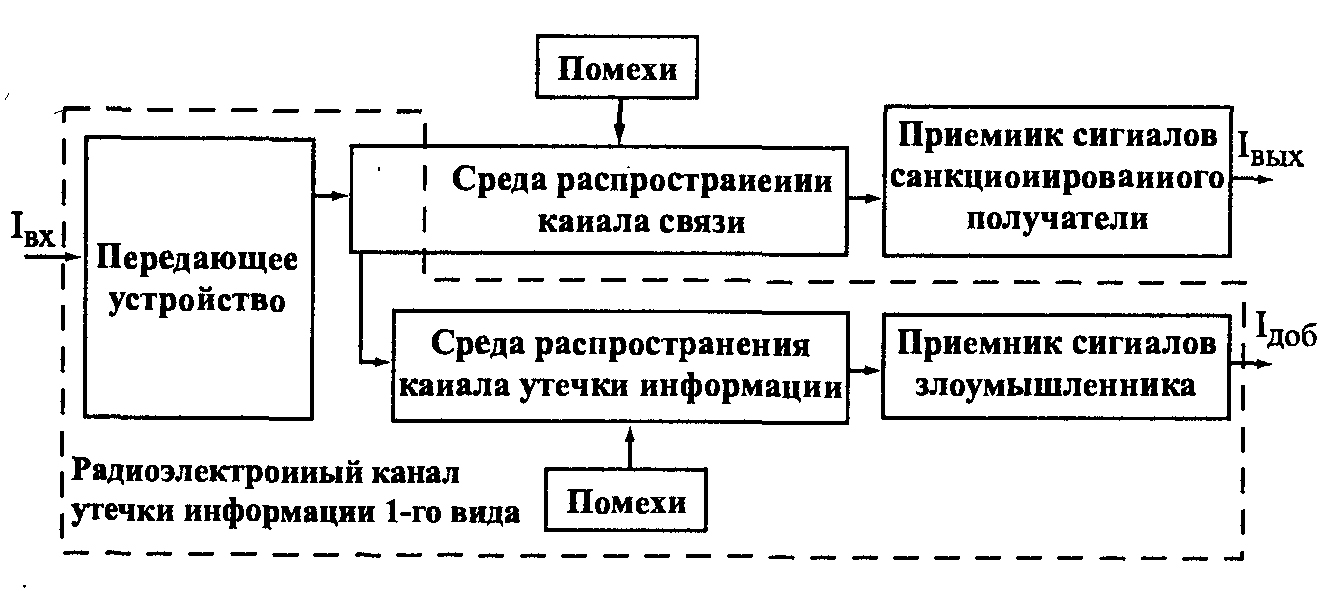 Помехи
Приемиик сигиалов
санкциоиироваииого
получатели
Iвых
Среда распространеиии
каиала связи
Iвх
Передающее
устройство
Среда распространения
каиала утечки информации
Приемник сигиалов
злоумышленника
Iдоб
Радиоэлектроииый канал
утечки информации 1-го вида
Помехи